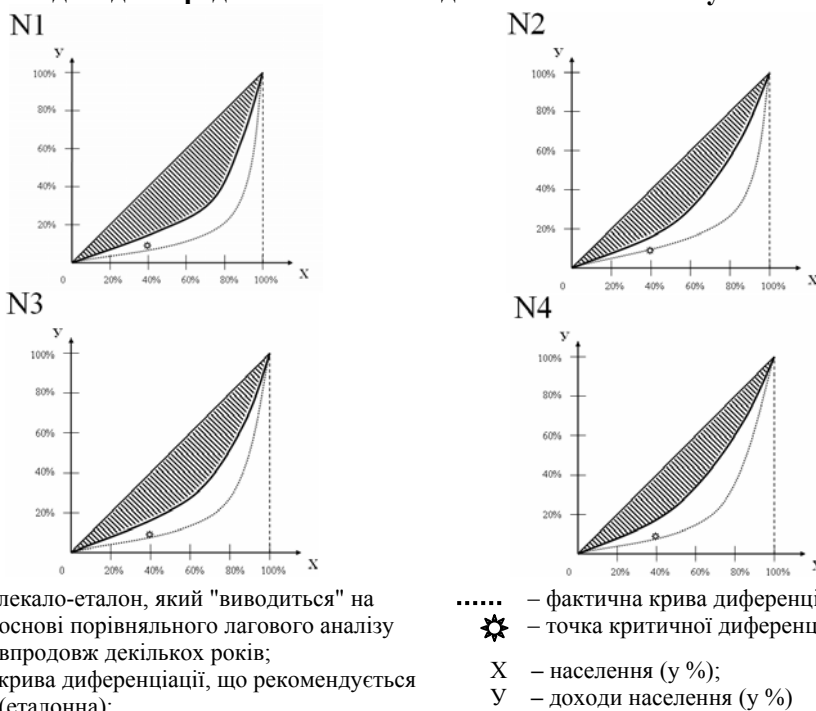 N1
N2
У
100%
80%
60%
40%
20%
0
20% 40% 60% 80% 100%
X
У
100%
80%
60%
40%
20%
0
20% 40% 60% 80% 100%
X
N3
N4
У
100%
80%
60%
40%
20%
0
20% 40% 60% 80% 100%
X
У
100%
80%
60%
40%
20%
0
20% 40% 60% 80% 100%
лекало-еталон, який "виводиться" на
основі порівняльного лагового аналізу
впродовж декількох років;
крива диференціації, що рекомендується
(еталонна);
– фактична крива
– точка критичної
X – населення (у %);
У – доходи населення (у %)